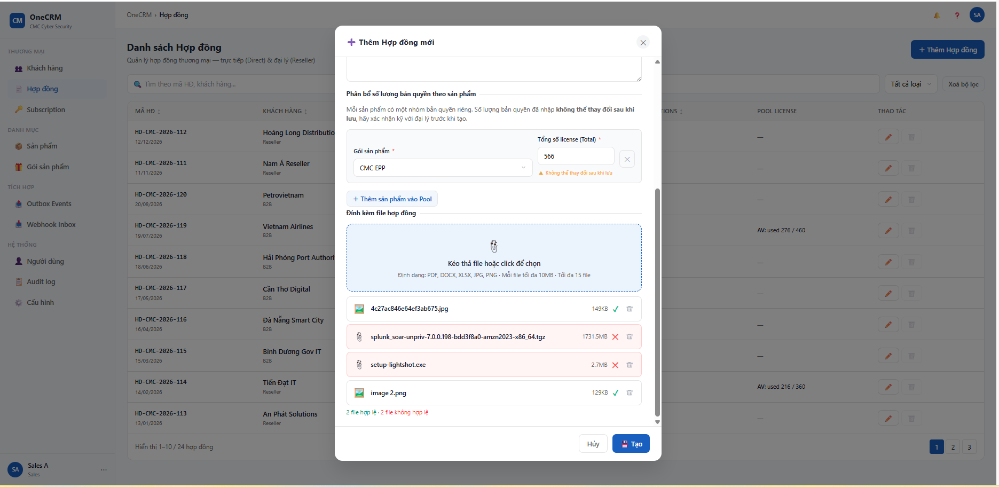 CM
OneCRM
CMC Cyber Security
THƯƠNG MẠI
Khách hàng
Hợp đồng
Subscription
DANH MỤC
Sản phẩm
Gói sản phẩm
TÍCH HỢP
Outbox Events
Webhook Inbox
HỆ THỐNG
Người dùng
Audit log
Cấu hình
SA
Sales A
Sales
OneCRM › Hợp đồng
SA
Danh sách Hợp đồng
Quản lý hợp đồng thương mại — trực tiếp (Direct) & đại lý (Reseller)
+ Thêm Hợp đồng
Tìm theo mã HĐ, khách hàng...
Tất cả loại
Xoá bộ lọc
MÃ HĐ
KHÁCH HÀNG
TIONS
POOL LICENSE
THAO TÁC
HD-CMC-2026-112
12/12/2026
Hoàng Long Distributio
Reseller
—
HD-CMC-2026-111
11/11/2026
Nam Á Reseller
Reseller
—
HD-CMC-2026-120
20/08/2026
Petrovietnam
B2B
—
HD-CMC-2026-119
19/07/2026
Vietnam Airlines
B2B
AV: used 276 / 460
HD-CMC-2026-118
18/06/2026
Hải Phòng Port Authori
B2B
—
HD-CMC-2026-117
17/05/2026
Cần Thơ Digital
B2B
—
HD-CMC-2026-116
16/04/2026
Đà Nẵng Smart City
B2B
—
HD-CMC-2026-115
15/03/2026
Bình Dương Gov IT
B2B
—
HD-CMC-2026-114
14/02/2026
Tiến Đạt IT
Reseller
AV: used 216 / 360
HD-CMC-2026-113
13/01/2026
An Phát Solutions
Reseller
—
Hiển thị 1–10 / 24 hợp đồng
1
2
3
Thêm Hợp đồng mới
Phân bổ số lượng bản quyền theo sản phẩm
Mỗi sản phẩm có một nhóm bản quyền riêng. Số lượng bản quyền đã nhập không thể thay đổi sau khi
lưu, hãy xác nhận kỹ với đại lý trước khi tạo.
Gói sản phẩm *
CMC EPP
Tổng số license (Total) *
566
Không thể thay đổi sau khi lưu
+ Thêm sản phẩm vào Pool
Đính kèm file hợp đồng
Kéo thả file hoặc click để chọn
Định dạng: PDF, DOCX, XLSX, JPG, PNG · Mỗi file tối đa 10MB · Tối đa 15 file
4c27ac846e64ef3ab675.jpg
149KB
splunk_soar-unpriv-7.0.0.198-bdd3f8a0-amzn2023-x86_64.tgz
1731.5MB
setup-lightshot.exe
2.7MB
image 2.png
129KB
2 file hợp lệ · 2 file không hợp lệ
Hủy
Tạo